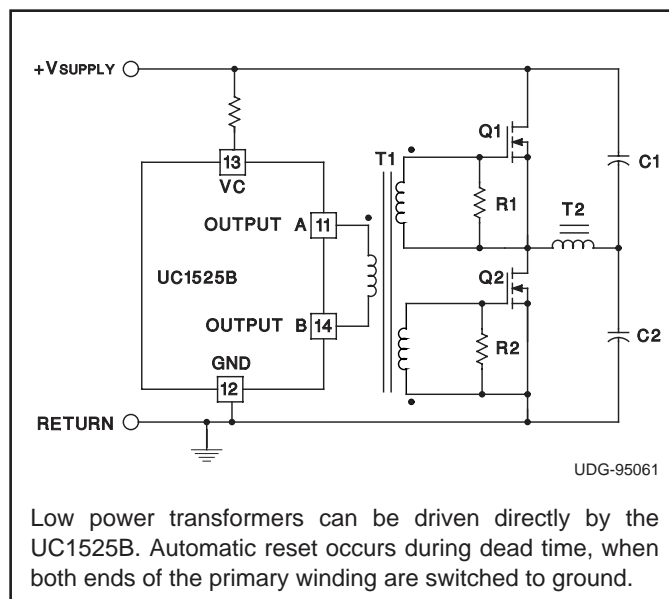 +VSUPPLY
Q1
13
T1
C1
VC
R1
OUTPUT A 11
T2
UC1525B
Q2
OUTPUT B 14
C2
R2
GND
12
RETURN
UDG-95061
Low power transformers can be driven directly by the
UC1525B. Automatic reset occurs during dead time, when
both ends of the primary winding are switched to ground.